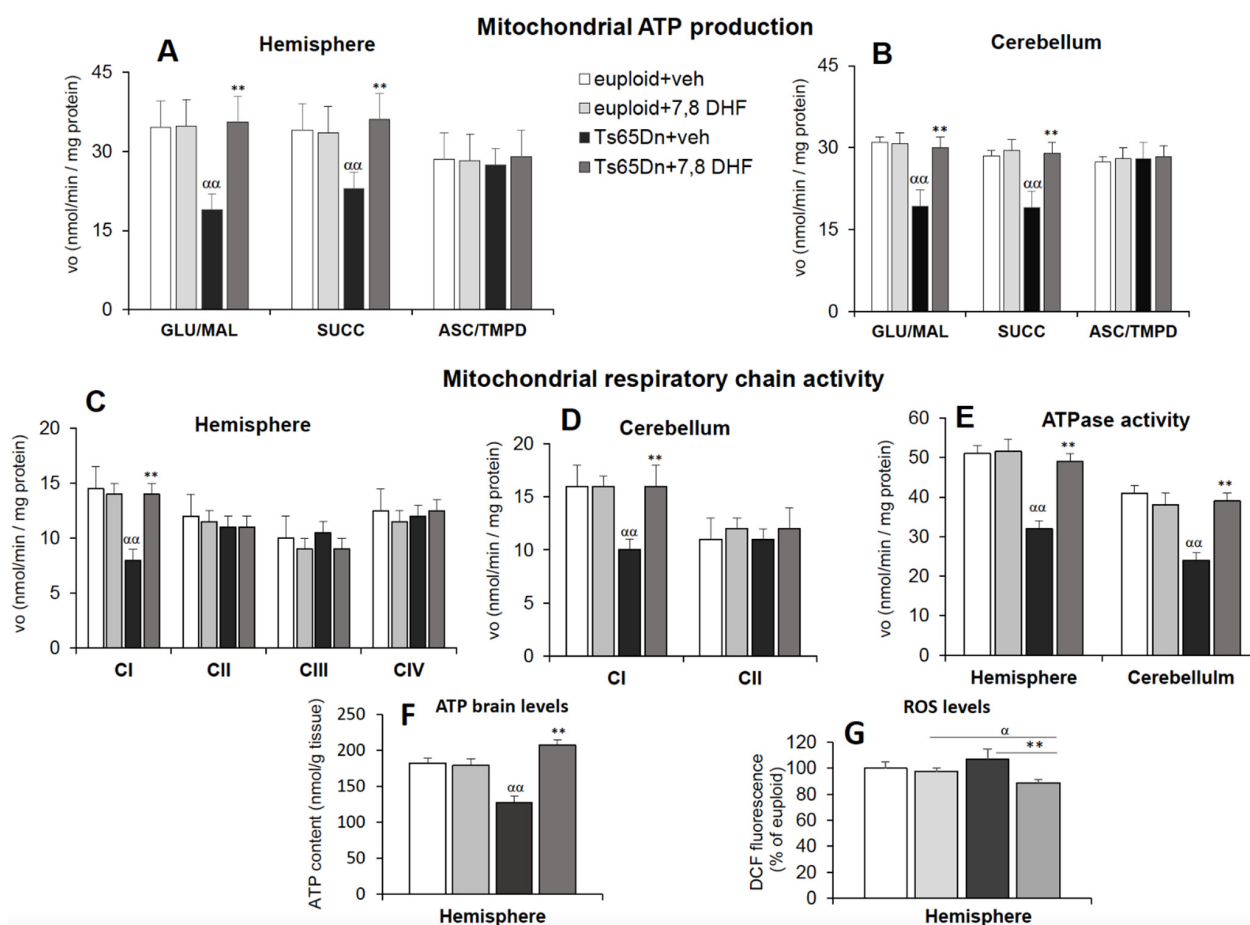 Mitochondrial ATP production
A
Hemisphere
vo (nmol/min / mg protein)
45
30
15
0
αα
**
αα
**
GLU/MAL
SUCC
ASC/TMPD
euploid+veh
euploid+7,8 DHF
Ts65Dn+veh
Ts65Dn+7,8 DHF
B
Cerebellum
vo (nmol/min / mg protein)
45
30
15
0
αα
**
αα
**
GLU/MAL
SUCC
ASC/TMPD
Mitochondrial respiratory chain activity
C
Hemisphere
vo (nmol/min / mg protein)
20
15
10
5
0
αα
**
CI
CII
CIII
CIV
D
Cerebellum
20
15
10
5
0
αα
**
CI
CII
E
ATPase activity
vo (nmol/min / mg protein)
60
50
40
30
20
10
0
αα
**
αα
**
Hemisphere
Cerebellulm
F
ATP brain levels
ATP content (nmol/g tissue)
250
200
150
100
50
0
αα
**
Hemisphere
G
ROS levels
DCF fluorescence
(% of euploid)
120
100
80
60
40
20
0
α
**
Hemisphere